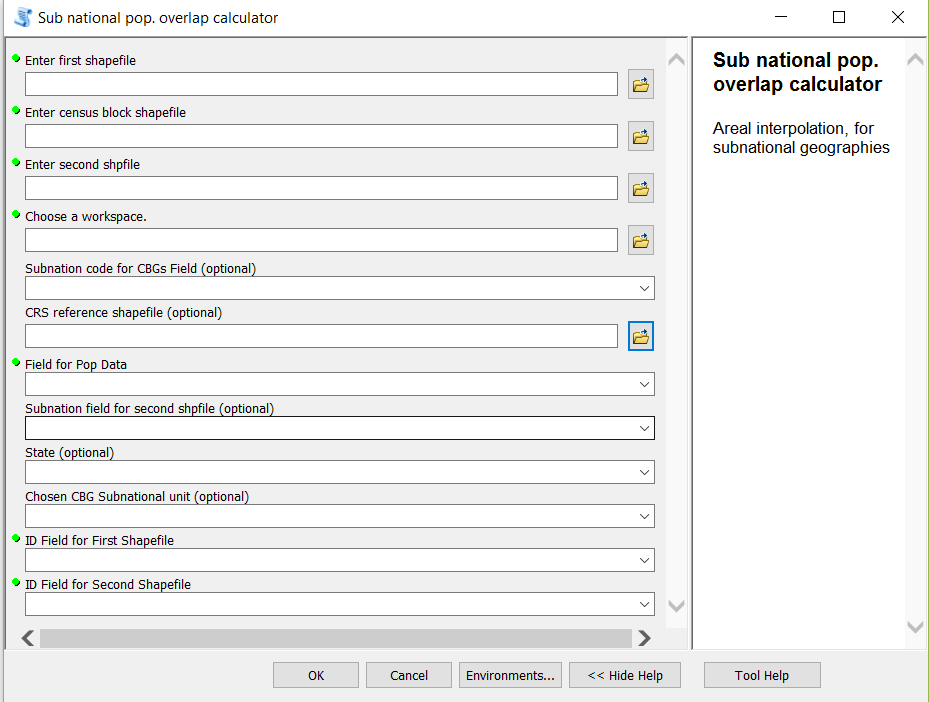 Sub national pop. overlap calculator
Enter first shapefile
Enter census block shapefile
Enter second shpfile
Choose a workspace.
Subnation code for CBGs Field (optional)
CRS reference shapefile (optional)
Field for Pop Data
Subnation field for second shpfile (optional)
State (optional)
Chosen CBG Subnational unit (optional)
ID Field for First Shapefile
ID Field for Second Shapefile
Sub national pop.
overlap calculator
Areal interpolation, for
subnational geographies
OK
Cancel
Environments...
<< Hide Help
Tool Help